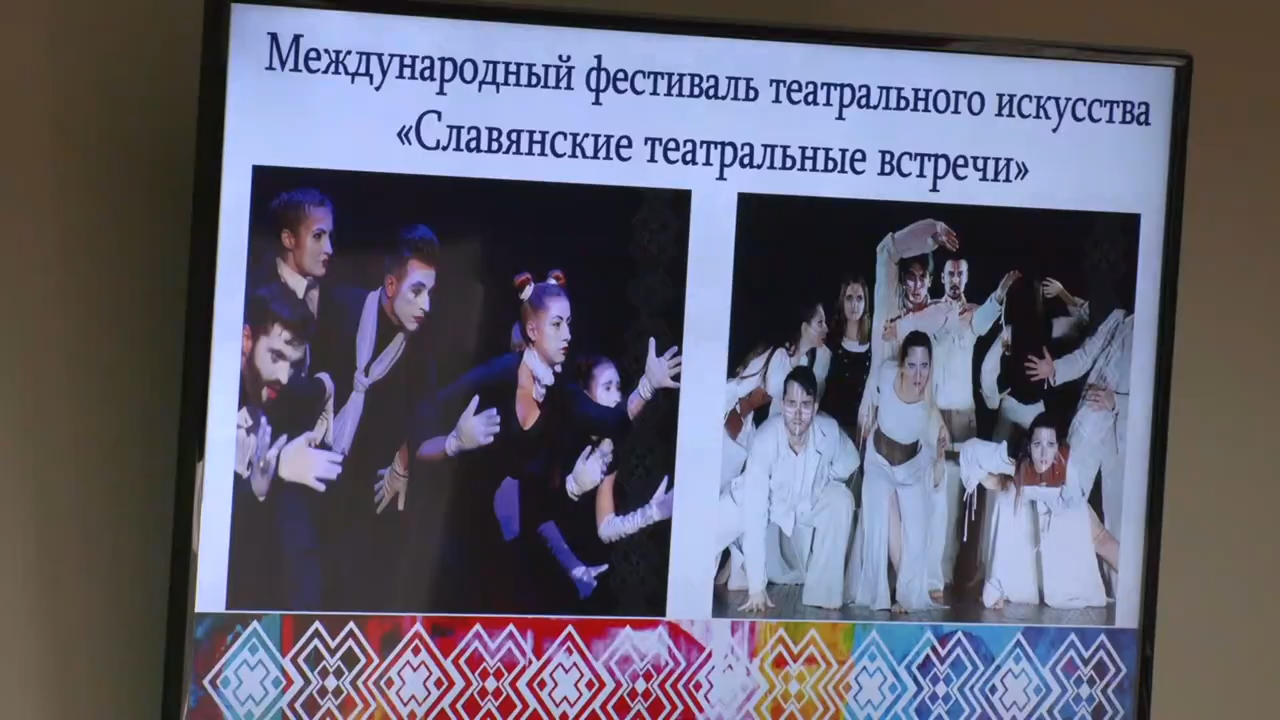 Международный фестиваль театрального искусства
«Славянские театральные встречи»